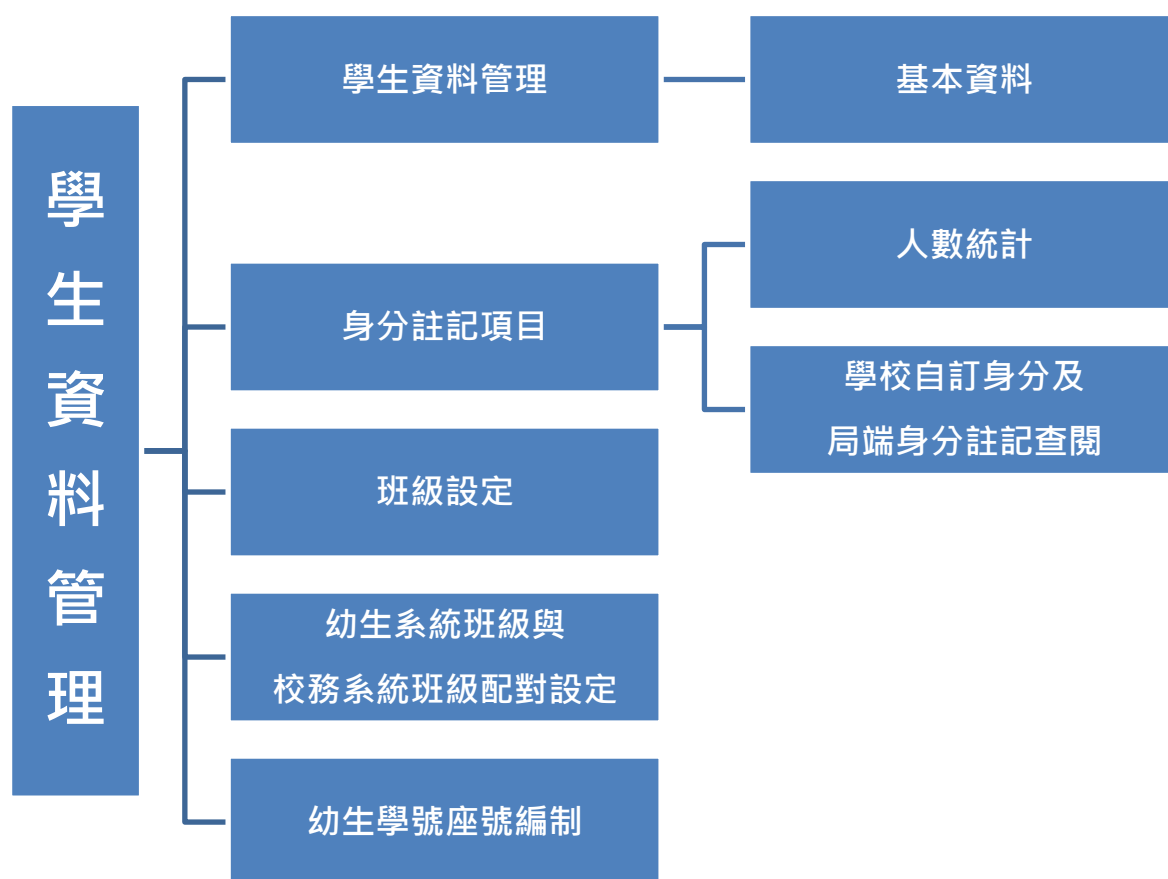 學生資料管理
學生資料管理
基本資料
身分註記項目
人數統計
學校自訂身分及
局端身分註記查閱
班級設定
幼生系統班級與
校務系統班級配對設定
幼生學號座號編制